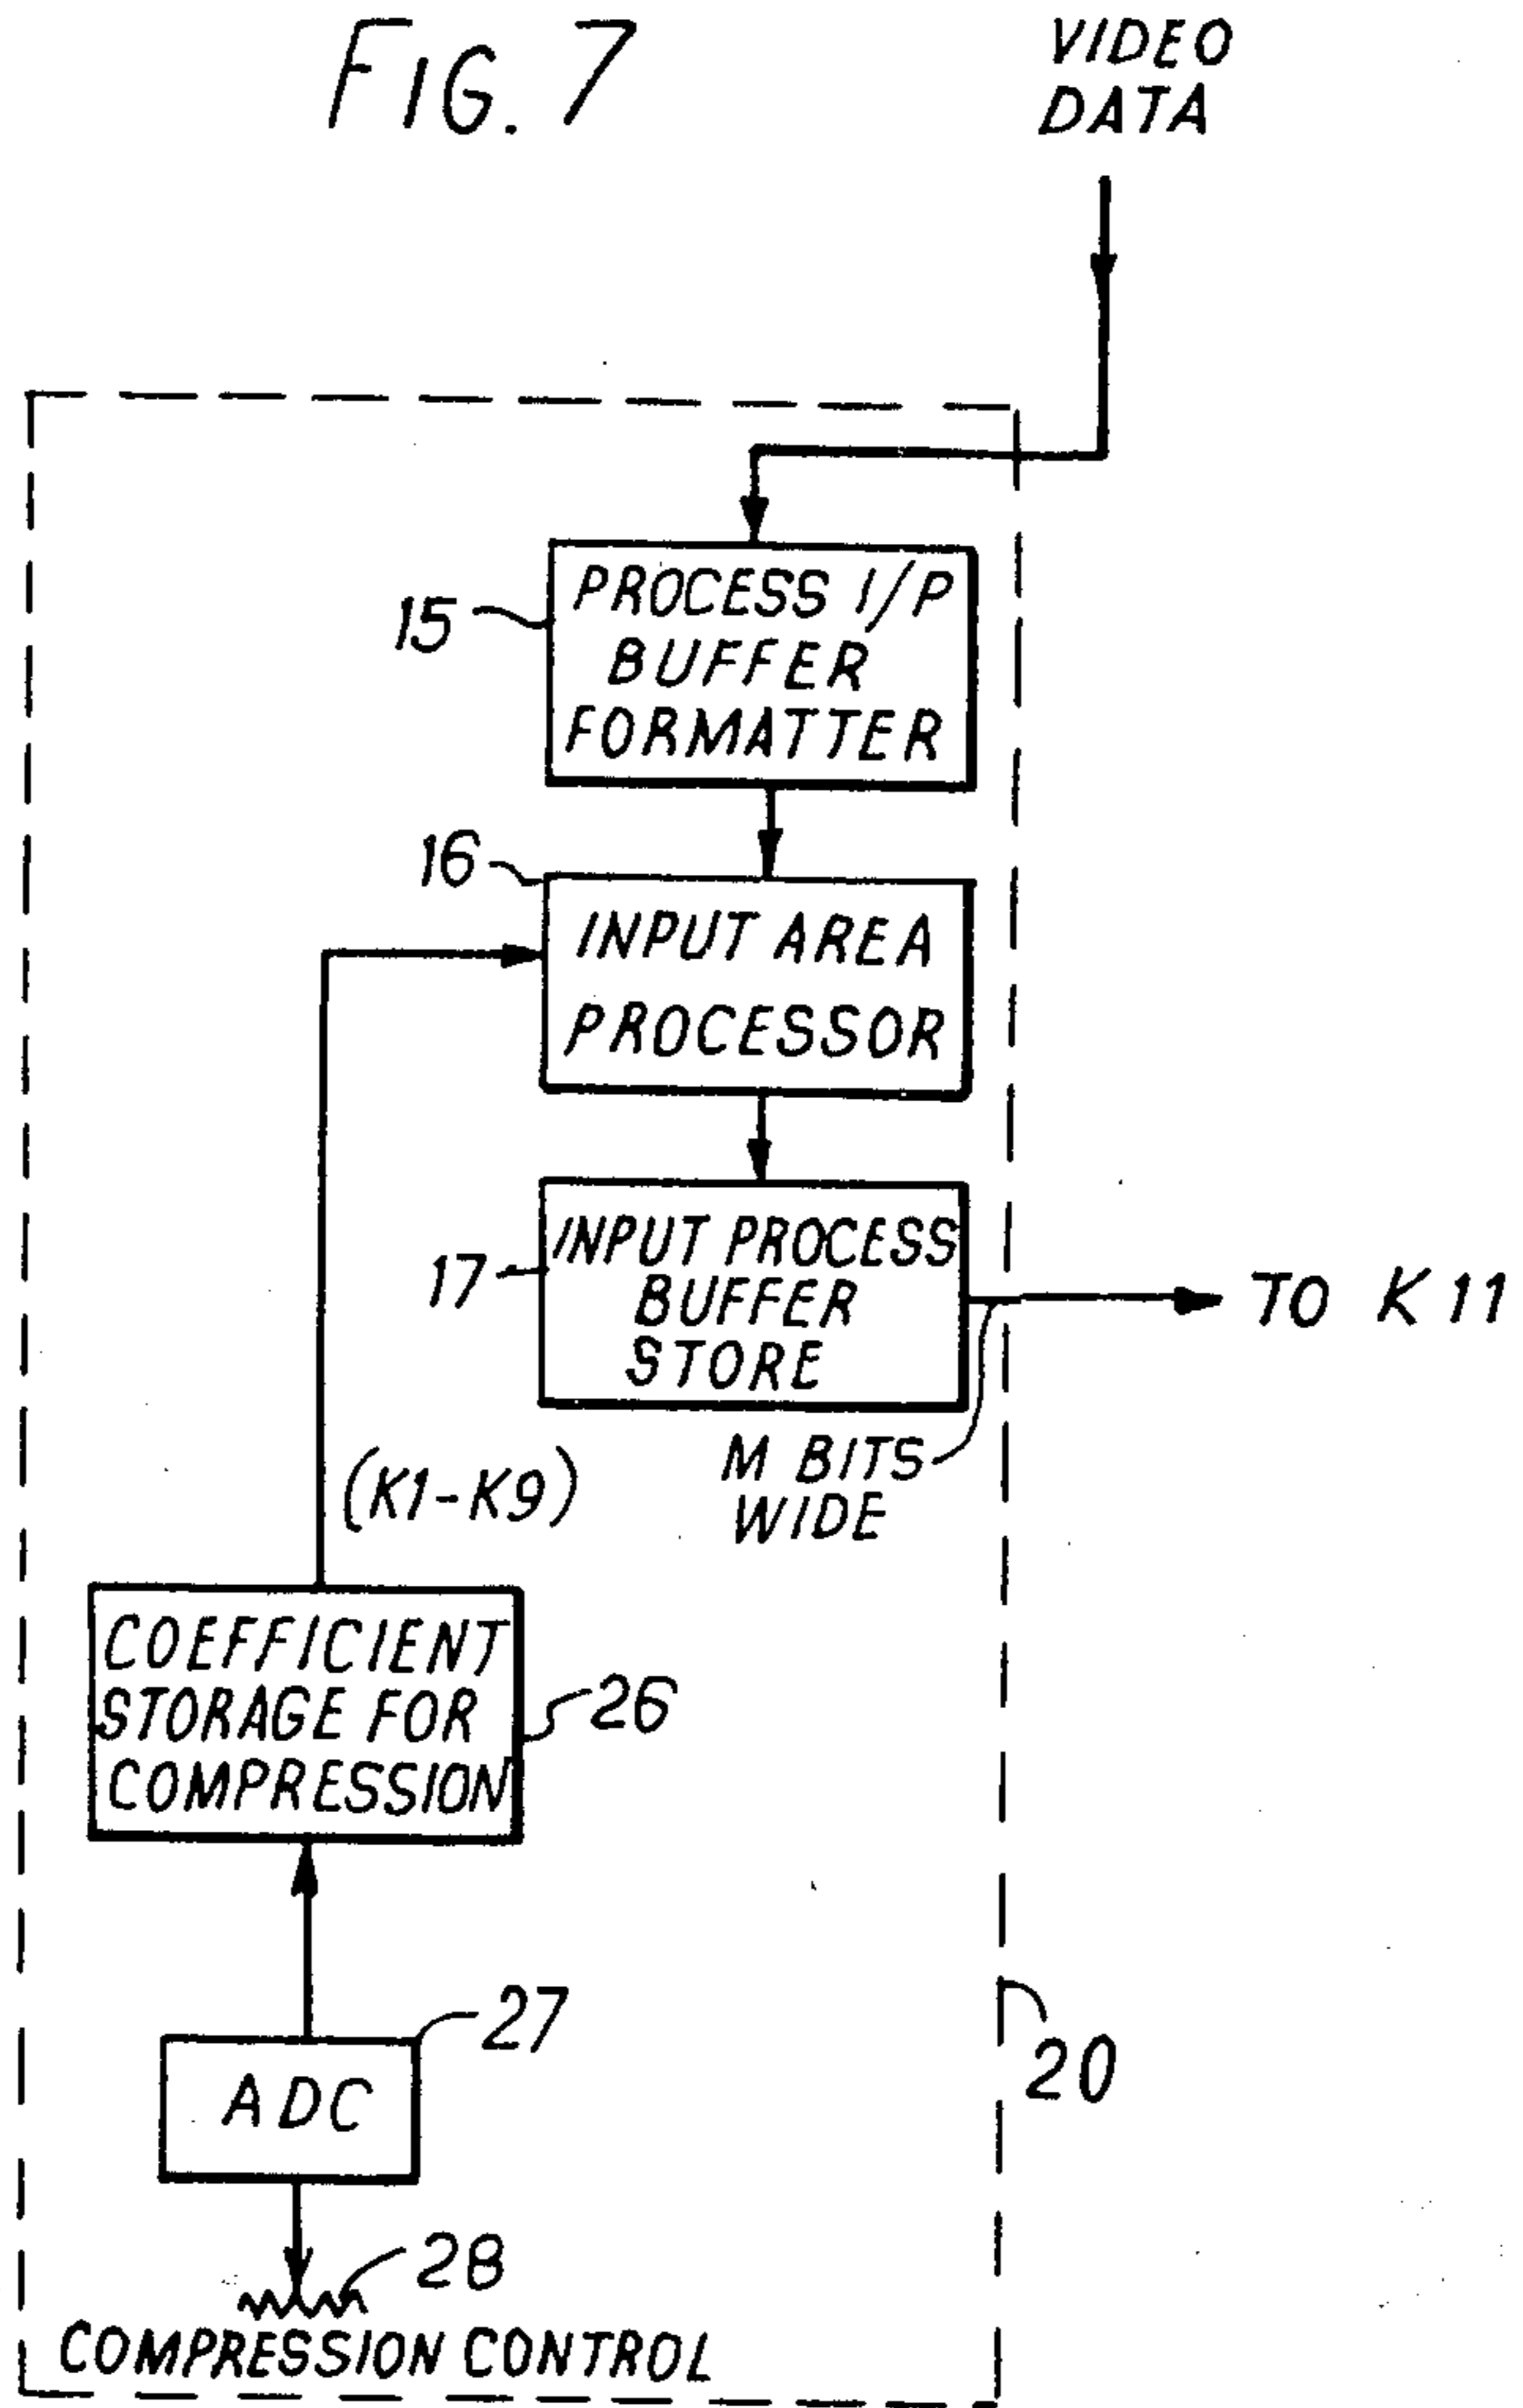 FIG. 7
VIDEO
DATA
15
PROCESS I/P
BUFFER
FORMATTER
16
INPUT AREA
PROCESSOR
17
INPUT PROCESS
BUFFER
STORE
TO K 11
M BITS
WIDE
(K1-K9)
COEFFICIENT
STORAGE FOR
COMPRESSION
26
27
ADC
20
28
COMPRESSION CONTROL